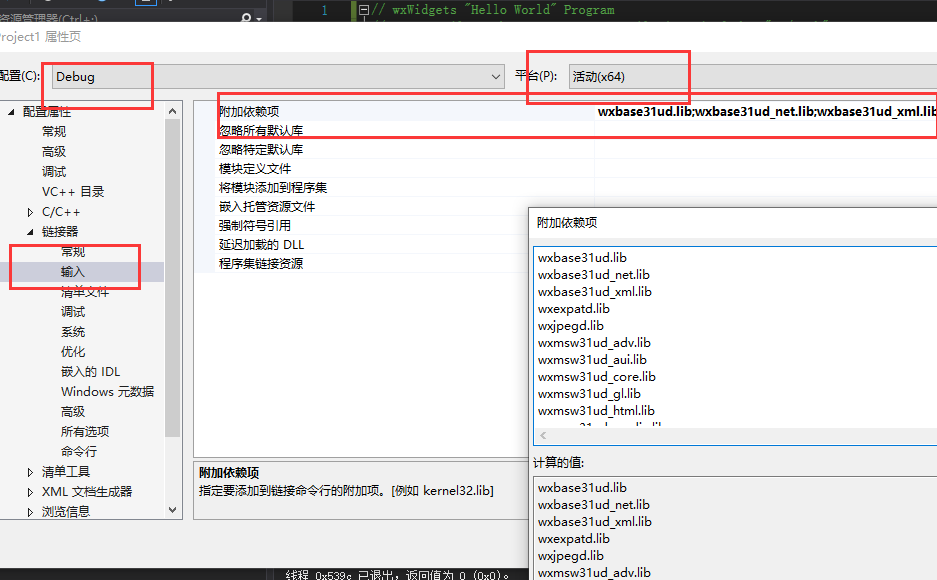 资源管理器(Ctrl+;)
1 // wxWidgets "Hello World" Program
Project1 属性页
配置(C): Debug 平台(P): 活动(x64)
配置属性
常规
高级
调试
VC++ 目录
C/C++
链接器
常规
输入
清单文件
调试
系统
优化
嵌入的 IDL
Windows 元数据
高级
所有选项
命令行
清单工具
XML 文档生成器
浏览信息
附加依赖项 wxbase31ud.lib;wxbase31ud_net.lib;wxbase31ud_xml.lib
忽略所有默认库
忽略特定默认库
模块定义文件
将模块添加到程序集
嵌入托管资源文件
强制符号引用
延迟加载的 DLL
程序集链接资源
附加依赖项
指定要添加到链接命令行的附加项。[例如 kernel32.lib]
附加依赖项
wxbase31ud.lib
wxbase31ud_net.lib
wxbase31ud_xml.lib
wxexpatd.lib
wxjpegd.lib
wxmsw31ud_adv.lib
wxmsw31ud_aui.lib
wxmsw31ud_core.lib
wxmsw31ud_gl.lib
wxmsw31ud_html.lib
计算的值:
wxbase31ud.lib
wxbase31ud_net.lib
wxbase31ud_xml.lib
wxexpatd.lib
wxjpegd.lib
wxmsw31ud_adv.lib
线程 0x539c 已退出，返回值为 0 (0x0)。